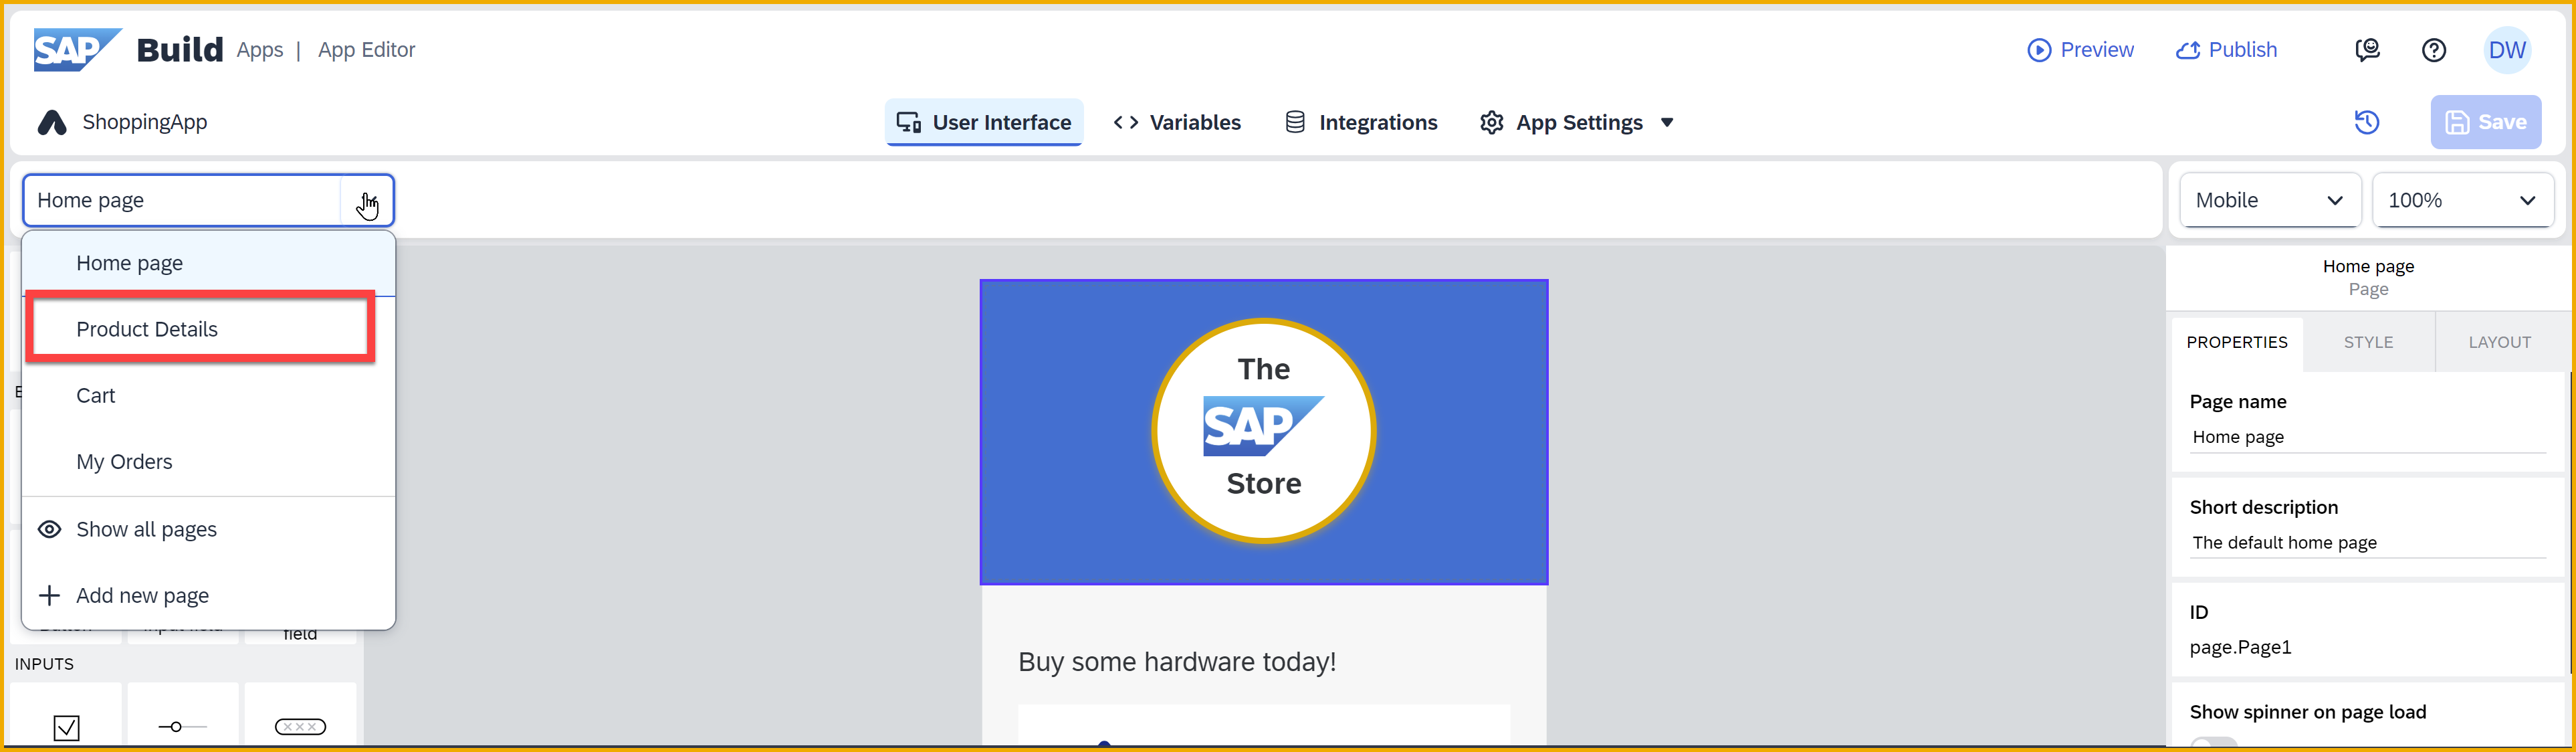 SAP Build Apps | App Editor
Preview Publish DW
ShoppingApp User Interface Variables Integrations App Settings Save
Home page Mobile 100%
Home page
Product Details
Cart
My Orders
Show all pages
Add new page
field
INPUTS
The
SAP
Store
Buy some hardware today!
Home page
Page
PROPERTIES STYLE LAYOUT
Page name
Home page
Short description
The default home page
ID
page.Page1
Show spinner on page load